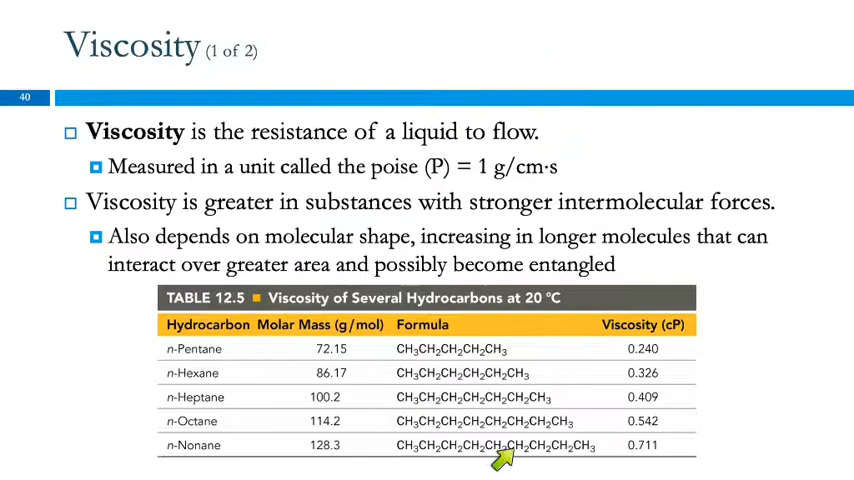 Viscosity (1 of 2)
40
Viscosity is the resistance of a liquid to flow.
Measured in a unit called the poise (P) = 1 g/cm·s
Viscosity is greater in substances with stronger intermolecular forces.
Also depends on molecular shape, increasing in longer molecules that can
interact over greater area and possibly become entangled
TABLE 12.5 ■ Viscosity of Several Hydrocarbons at 20 °C
Hydrocarbon Molar Mass (g/mol) Formula Viscosity (cP)
n-Pentane 72.15 CH₃CH₂CH₂CH₂CH₃ 0.240
n-Hexane 86.17 CH₃CH₂CH₂CH₂CH₂CH₃ 0.326
n-Heptane 100.2 CH₃CH₂CH₂CH₂CH₂CH₂CH₃ 0.409
n-Octane 114.2 CH₃CH₂CH₂CH₂CH₂CH₂CH₂CH₃ 0.542
n-Nonane 128.3 CH₃CH₂CH₂CH₂CH₂CH₂CH₂CH₂CH₃ 0.711